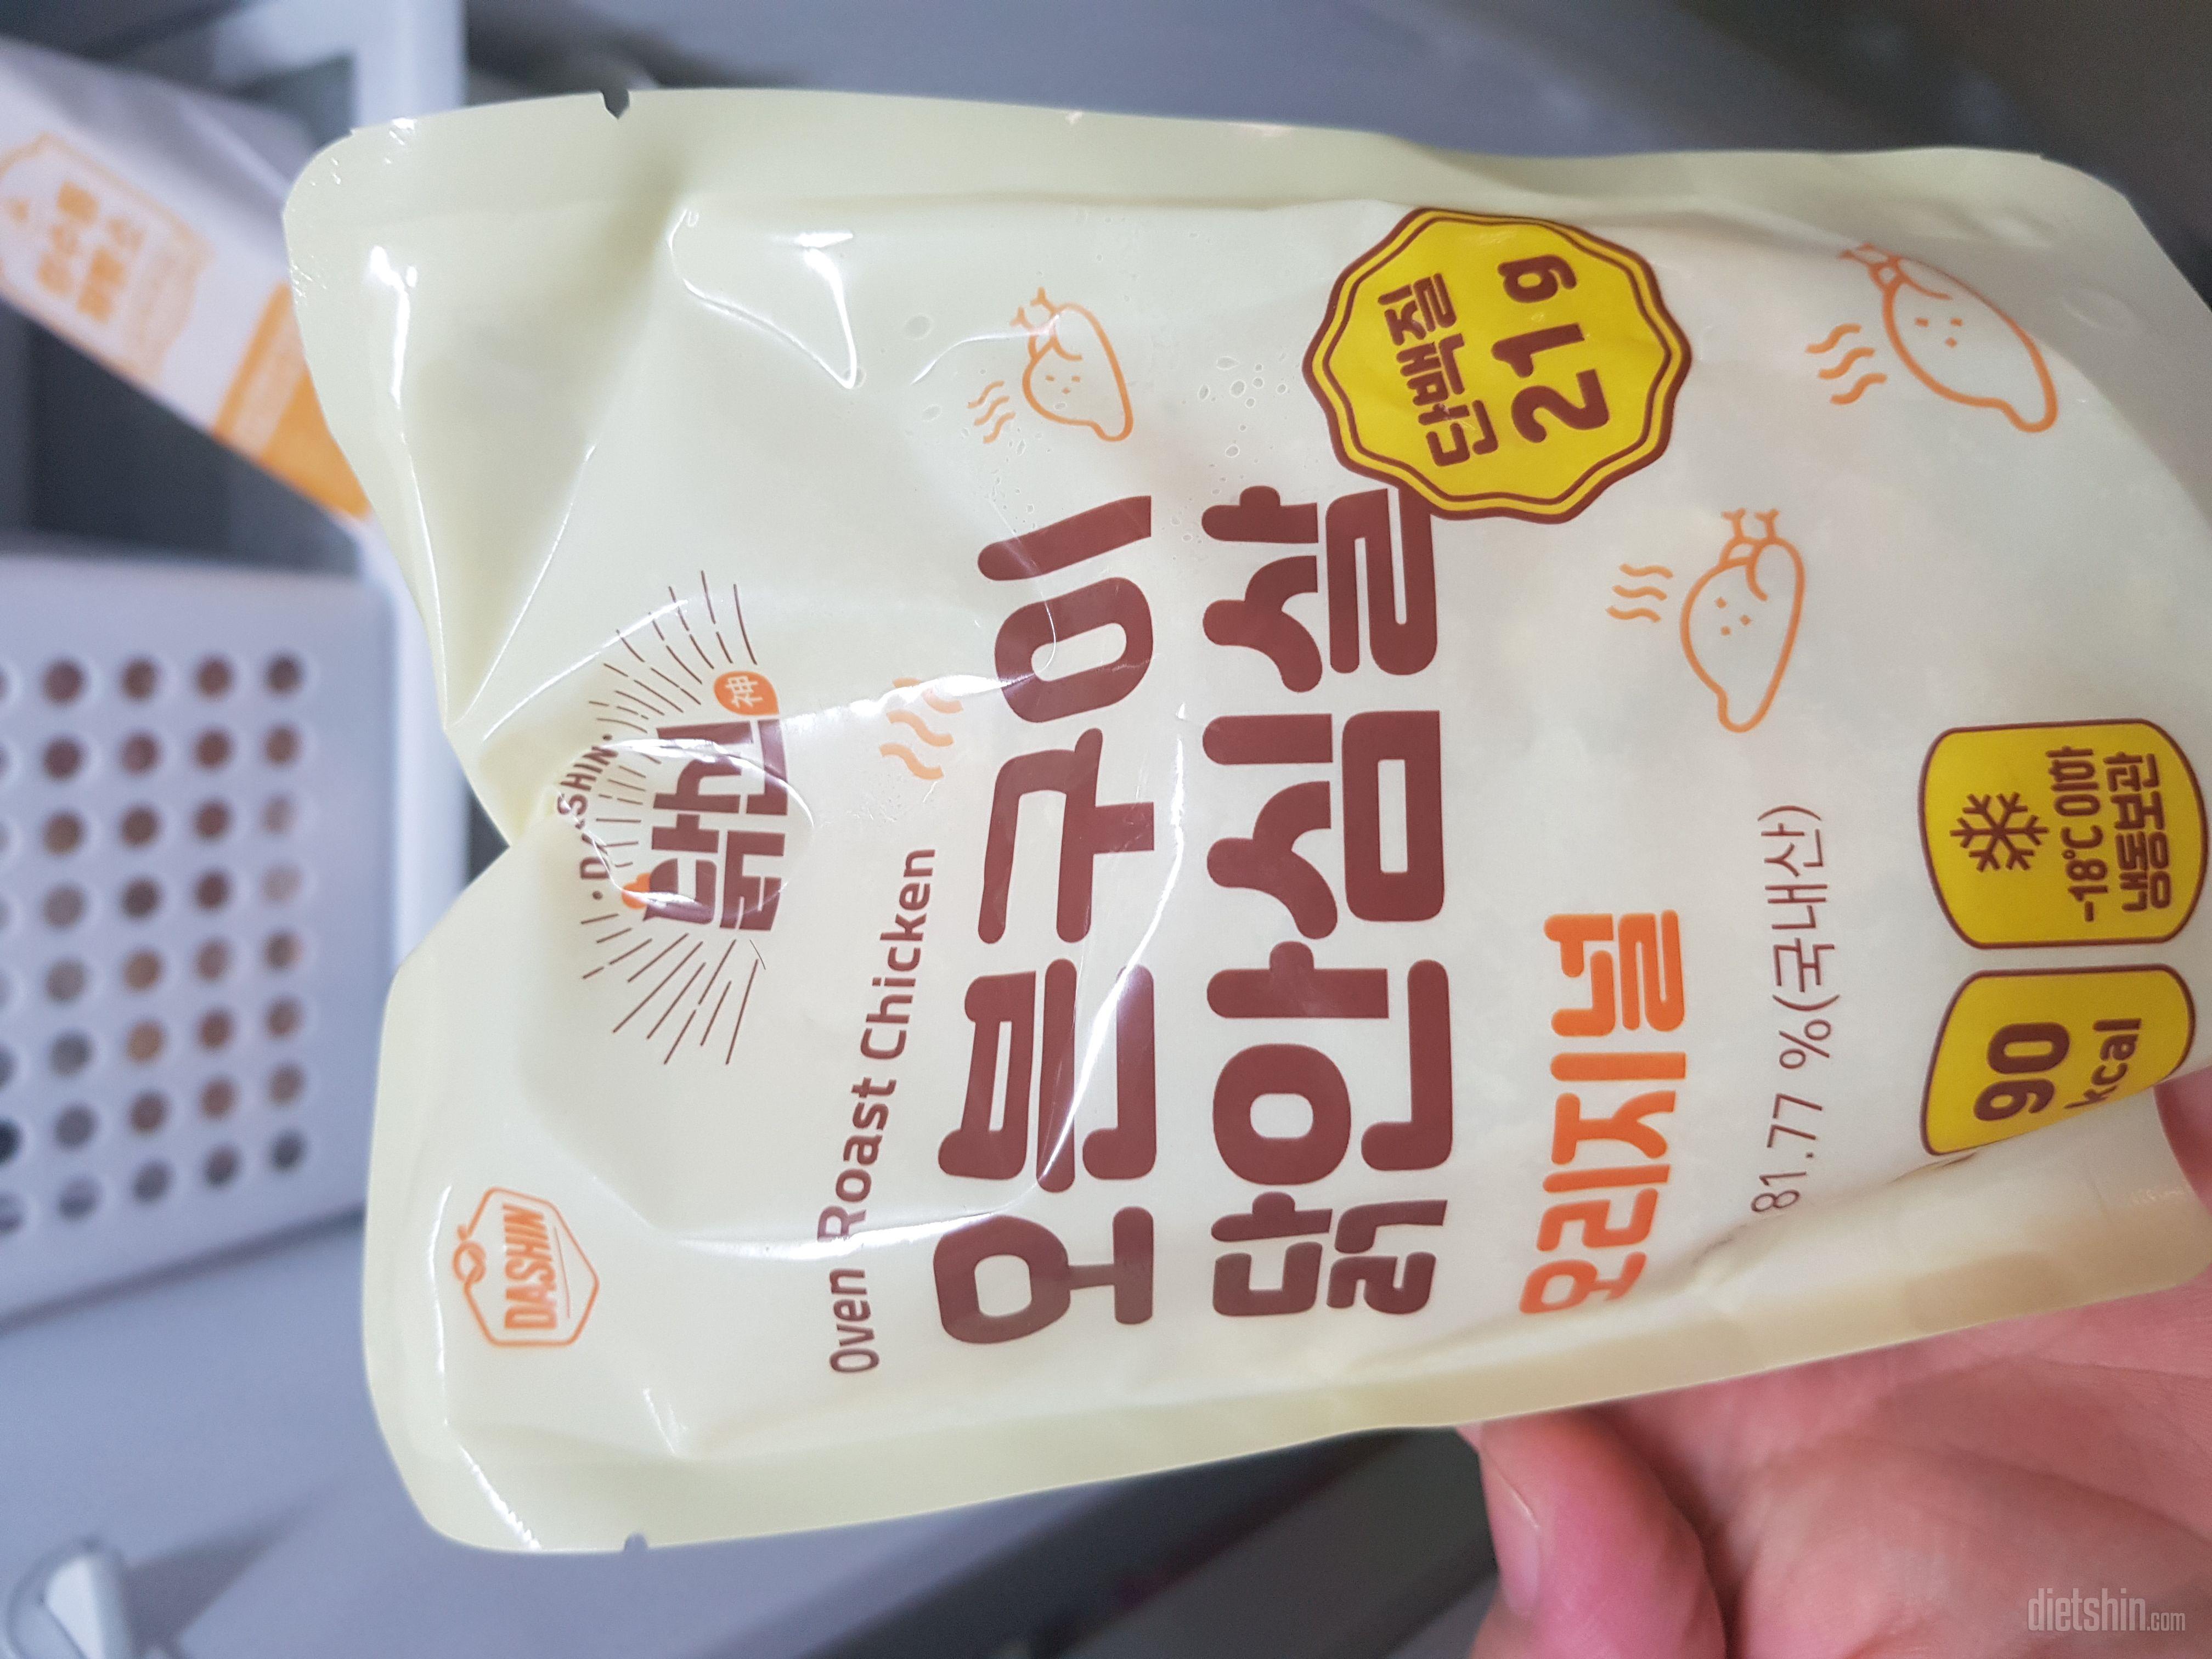 DASHIN
·DASHIN·
닭신 神
Oven Roast Chicken
오븐구이
닭안심살
단백질
21g
오리지널
81.77 %(국내산)
90
kcal
-18℃ 이하
냉동보관
dietshin.com